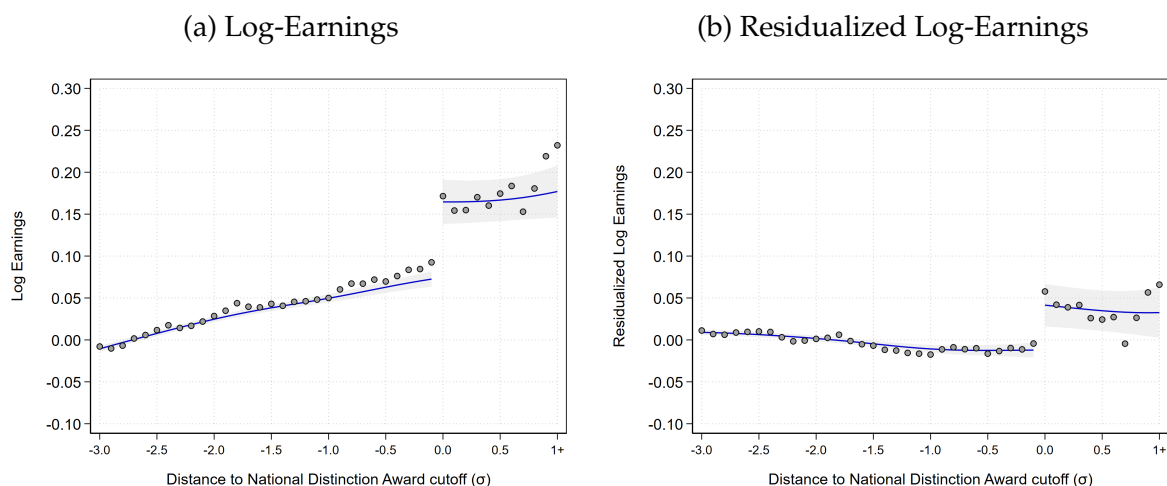 (a) Log-Earnings
0.30
0.25
0.20
0.15
0.10
0.05
0.00
-0.05
-0.10
Log Earnings
-3.0 -2.5 -2.0 -1.5 -1.0 -0.5 0.0 0.5 1+
Distance to National Distinction Award cutoff (σ)
(b) Residualized Log-Earnings
0.30
0.25
0.20
0.15
0.10
0.05
0.00
-0.05
-0.10
Residualized Log Earnings
-3.0 -2.5 -2.0 -1.5 -1.0 -0.5 0.0 0.5 1+
Distance to National Distinction Award cutoff (σ)